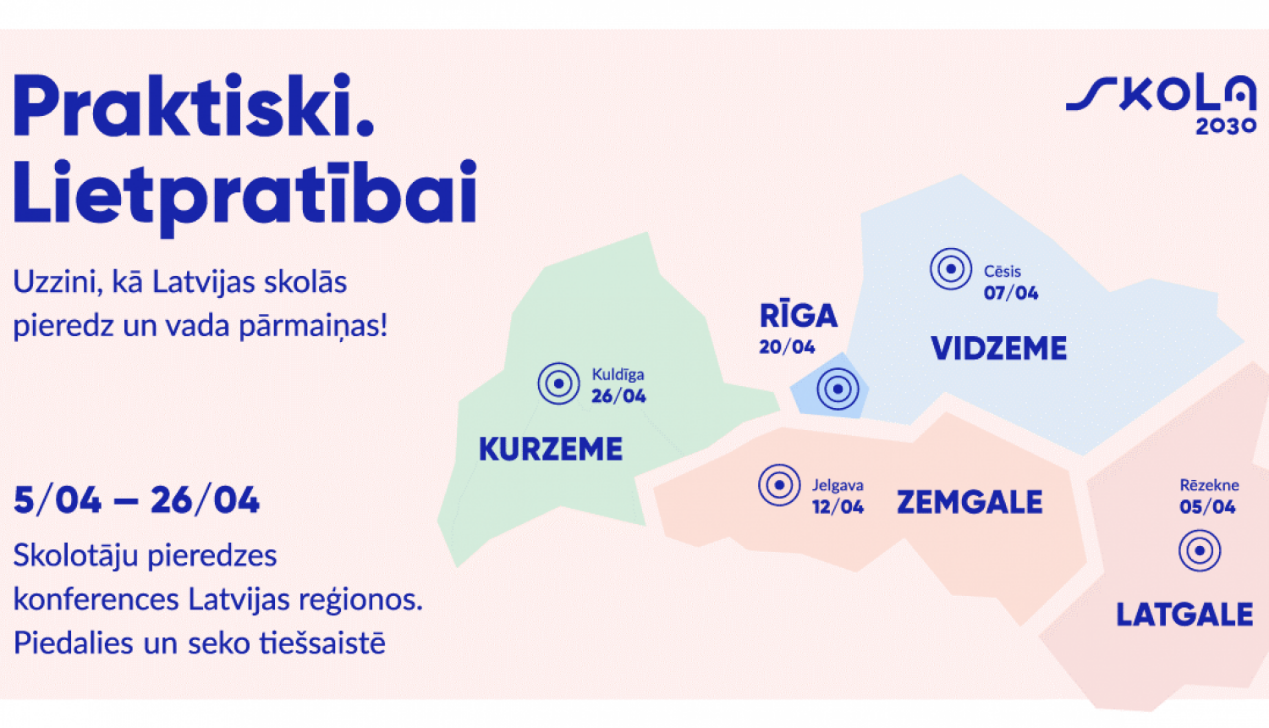 Praktiski.
Lietpratībai
Uzzini, kā Latvijas skolās
pieredz un vada pārmaiņas!
5/04 — 26/04
Skolotāju pieredzes
konferences Latvijas reģionos.
Piedalies un seko tiešsaistē
SKOLA
2030
Cēsis
07/04
VIDZEME
RĪGA
20/04
Kuldīga
26/04
KURZEME
Jelgava
12/04
ZEMGALE
Rēzekne
05/04
LATGALE